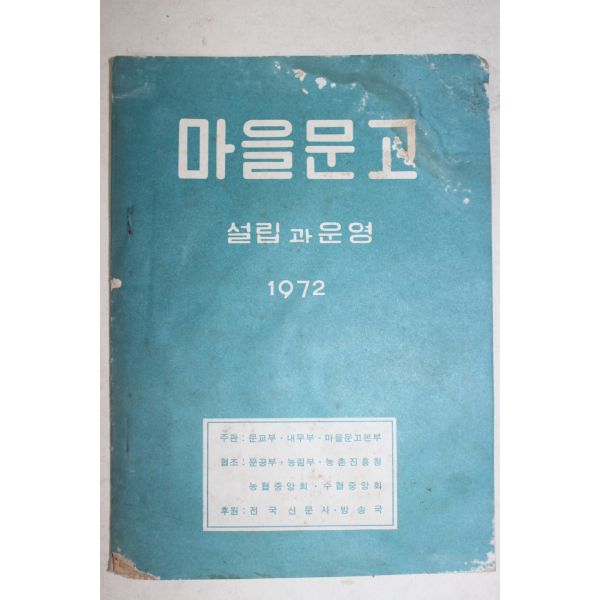 마을문고
설립과 운영
1972
주관 : 문교부 · 내무부 · 마을문고본부
협조 : 문공부 · 농림부 · 농촌진흥청
농협중앙회 · 수협중앙회
후원 : 전국신문사 · 방송국